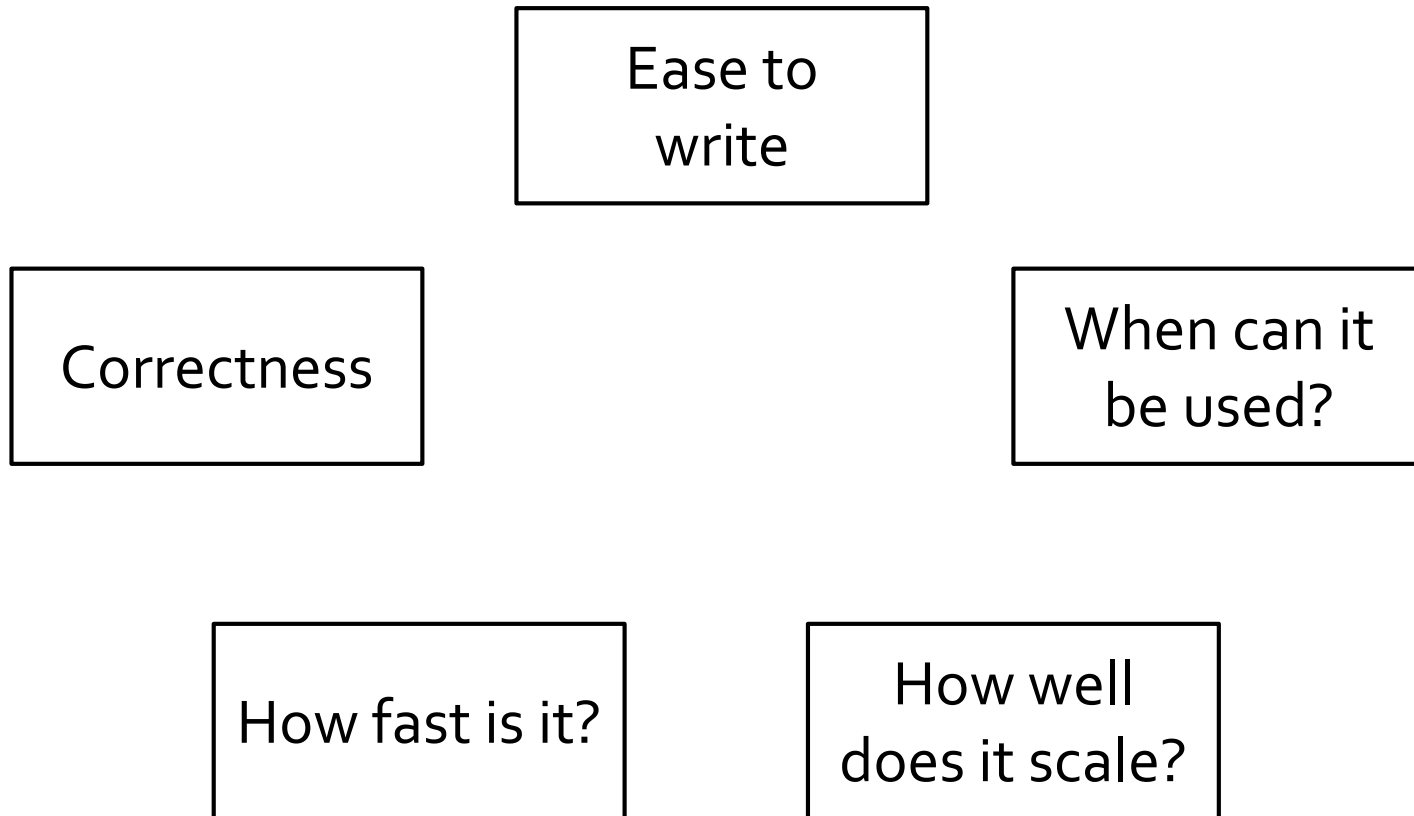 Ease to
write
Correctness
When can it
be used?
How fast is it?
How well
does it scale?